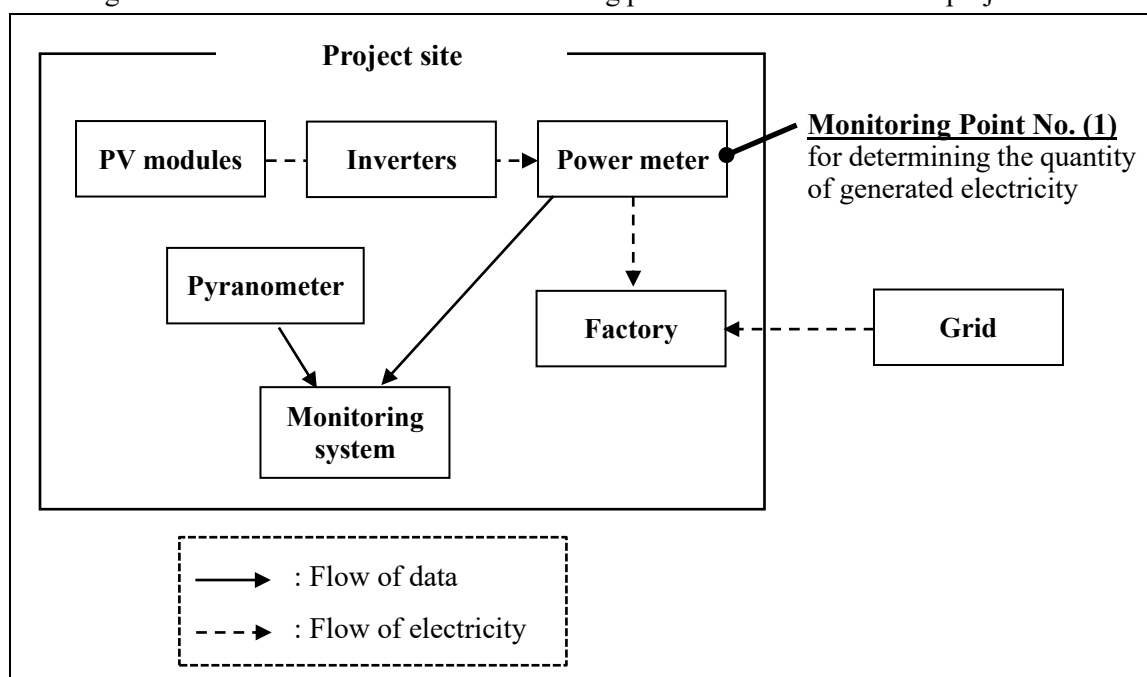 Project site
PV modules
Inverters
Power meter
Monitoring Point No. (1)
for determining the quantity
of generated electricity
Pyranometer
Factory
Grid
Monitoring
system
: Flow of data
: Flow of electricity